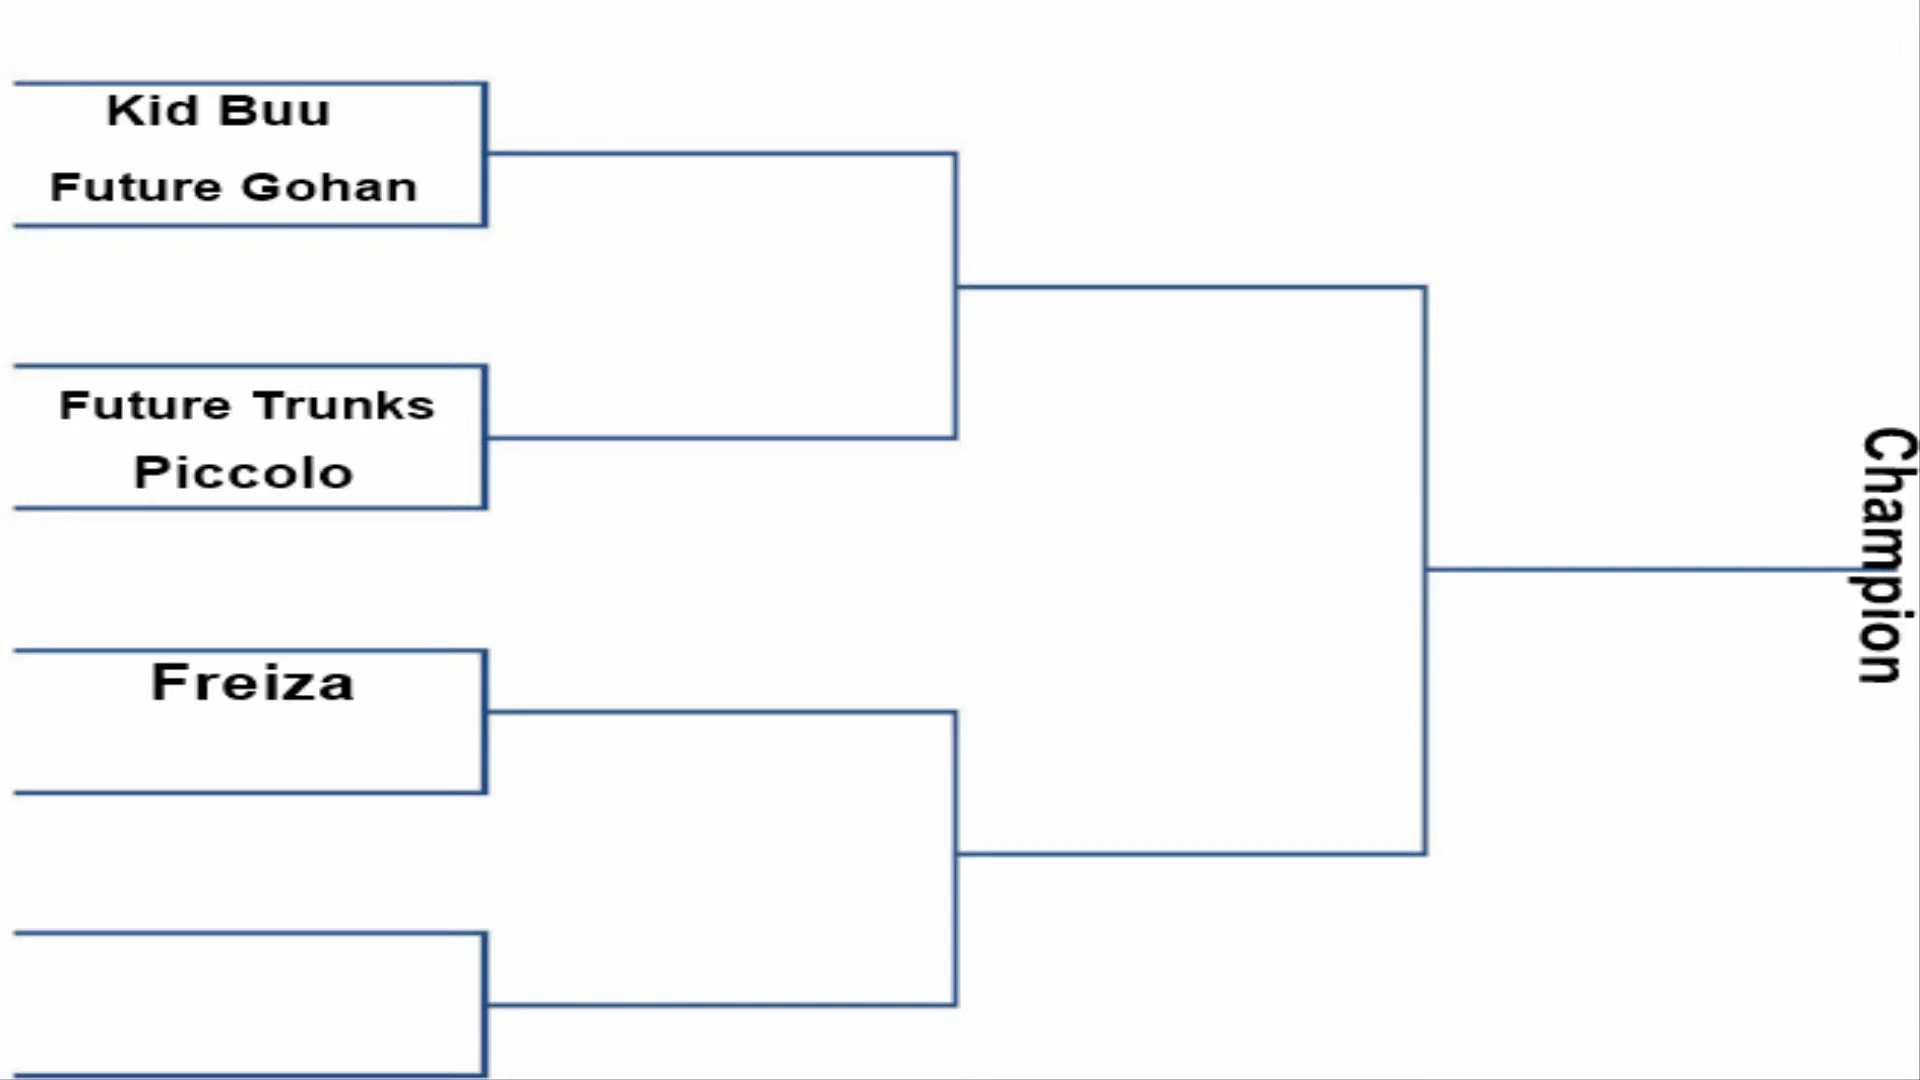 Kid Buu
Future Gohan
Future Trunks
Piccolo
Freiza
Champion